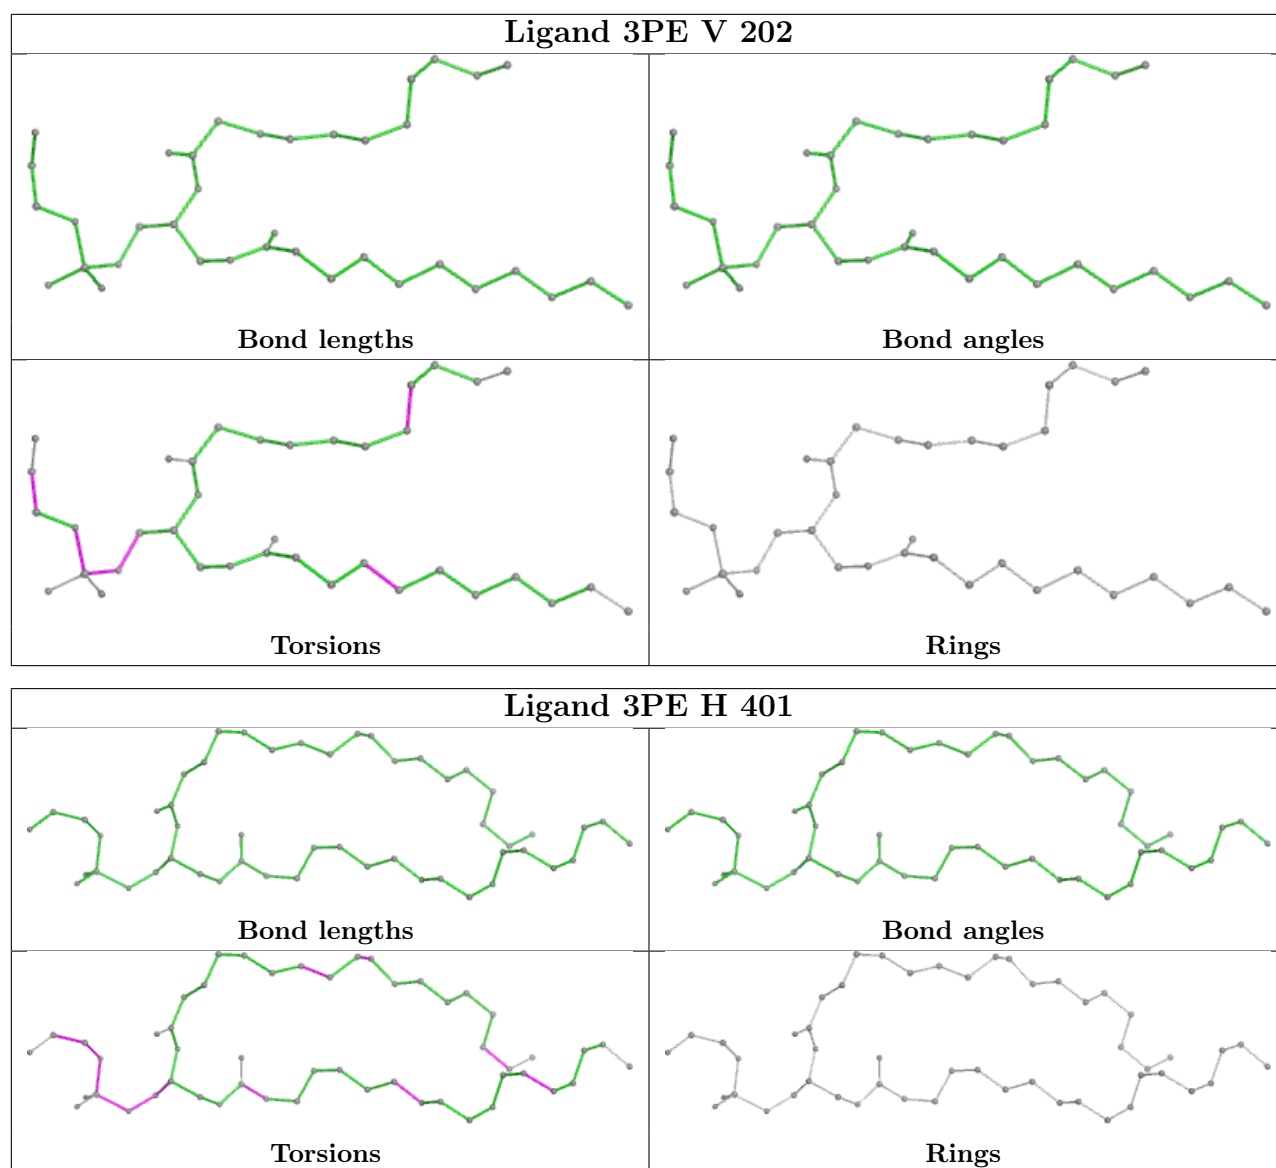 Ligand 3PE V 202
Bond lengths
Bond angles
Torsions
Rings
Ligand 3PE H 401
Bond lengths
Bond angles
Torsions
Rings